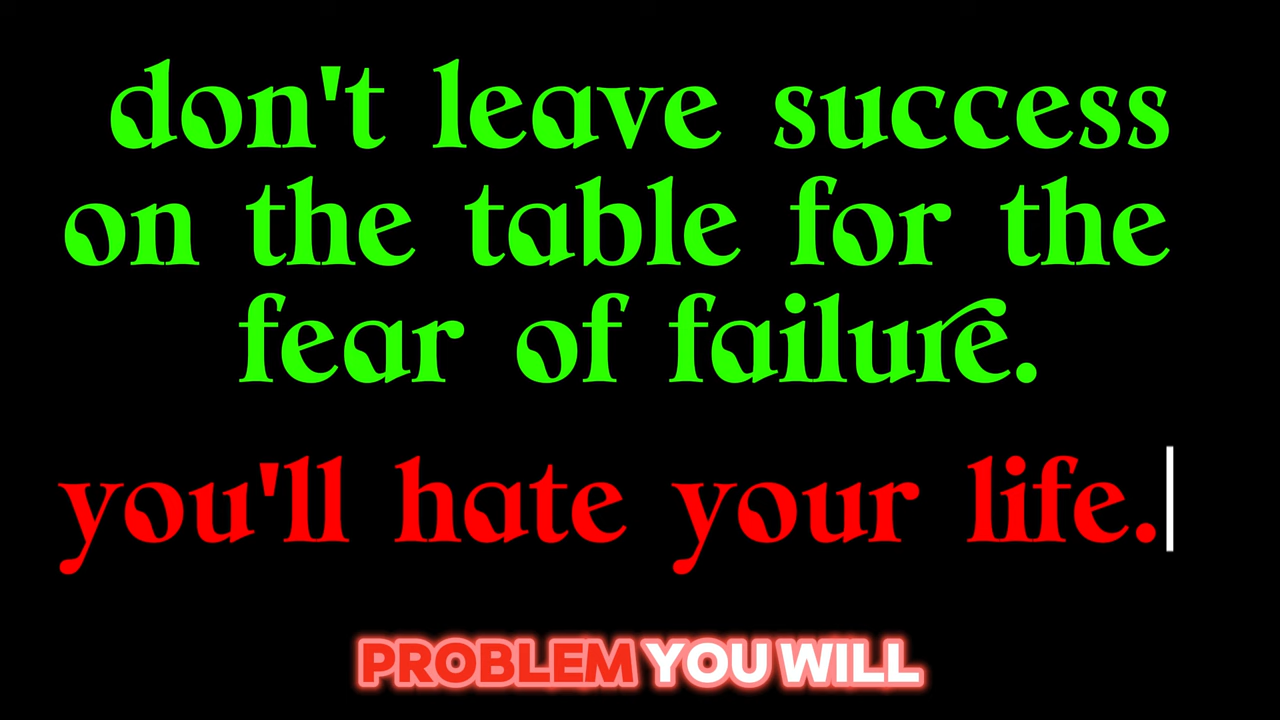 don't leave success
on the table for the
fear of failure.
you'll hate your life.
PROBLEM YOU WILL